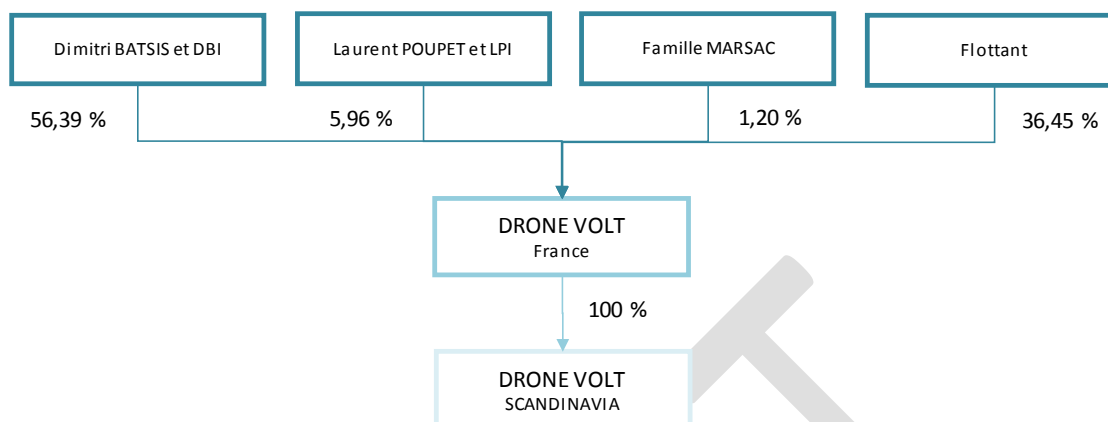 Dimitri BATSIS et DBI
Laurent POUPET et LPI
Famille MARSAC
Flottant
56,39 %
5,96 %
1,20 %
36,45 %
DRONE VOLT
France
100 %
DRONE VOLT
SCANDINAVIA